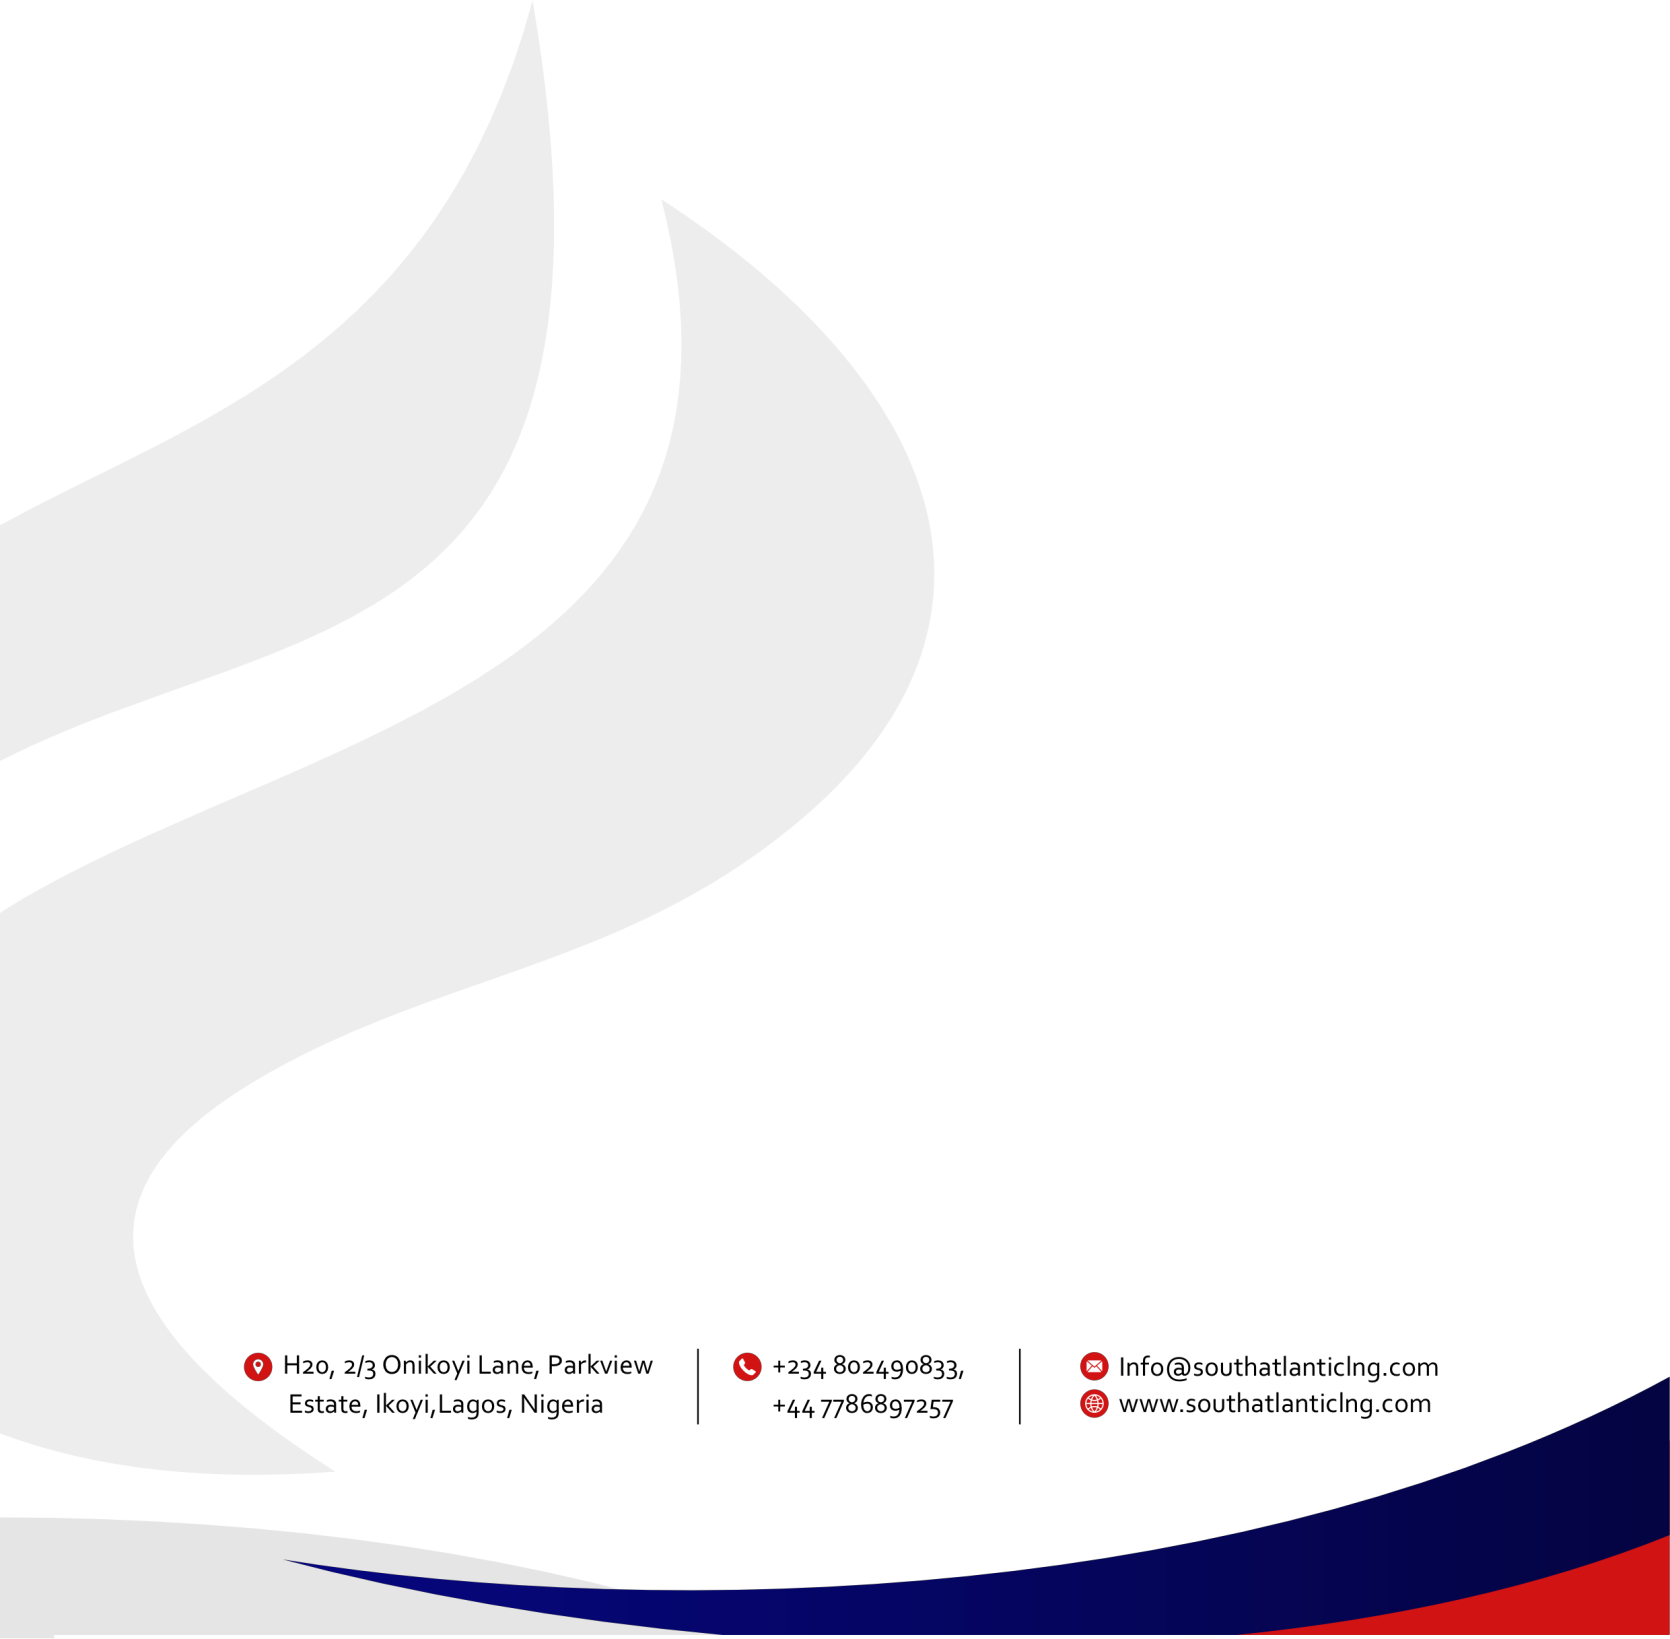 H20, 2/3 Onikoyi Lane, Parkview
Estate, Ikoyi,Lagos, Nigeria
+234 802490833,
+44 7786897257
Info@southatlanticlng.com
www.southatlanticlng.com